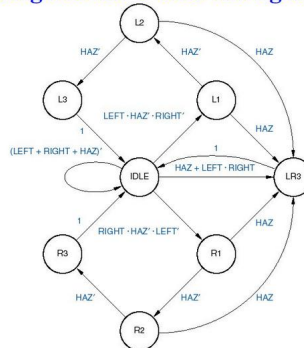 L2
HAZ′ HAZ′ HAZ
L3 L1
1 LEFT · HAZ′ · RIGHT′ HAZ
(LEFT + RIGHT + HAZ)′ 1
IDLE HAZ + LEFT · RIGHT LR3
1 RIGHT · HAZ′ · LEFT′ HAZ
R3 R1
HAZ′ HAZ′ HAZ
R2